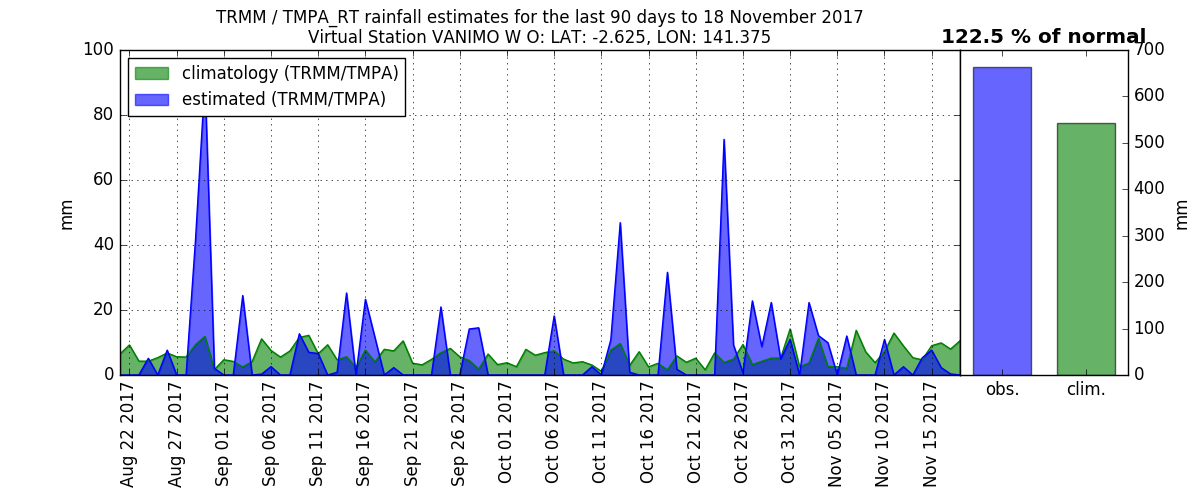 TRMM / TMPA_RT rainfall estimates for the last 90 days to 18 November 2017
Virtual Station VANIMO W O: LAT: -2.625, LON: 141.375
122.5 % of normal
climatology (TRMM/TMPA)
estimated (TRMM/TMPA)
100
80
60
40
20
0
mm
700
600
500
400
300
200
100
0
mm
Aug 22 2017
Aug 27 2017
Sep 01 2017
Sep 06 2017
Sep 11 2017
Sep 16 2017
Sep 21 2017
Sep 26 2017
Oct 01 2017
Oct 06 2017
Oct 11 2017
Oct 16 2017
Oct 21 2017
Oct 26 2017
Oct 31 2017
Nov 05 2017
Nov 10 2017
Nov 15 2017
obs.
clim.